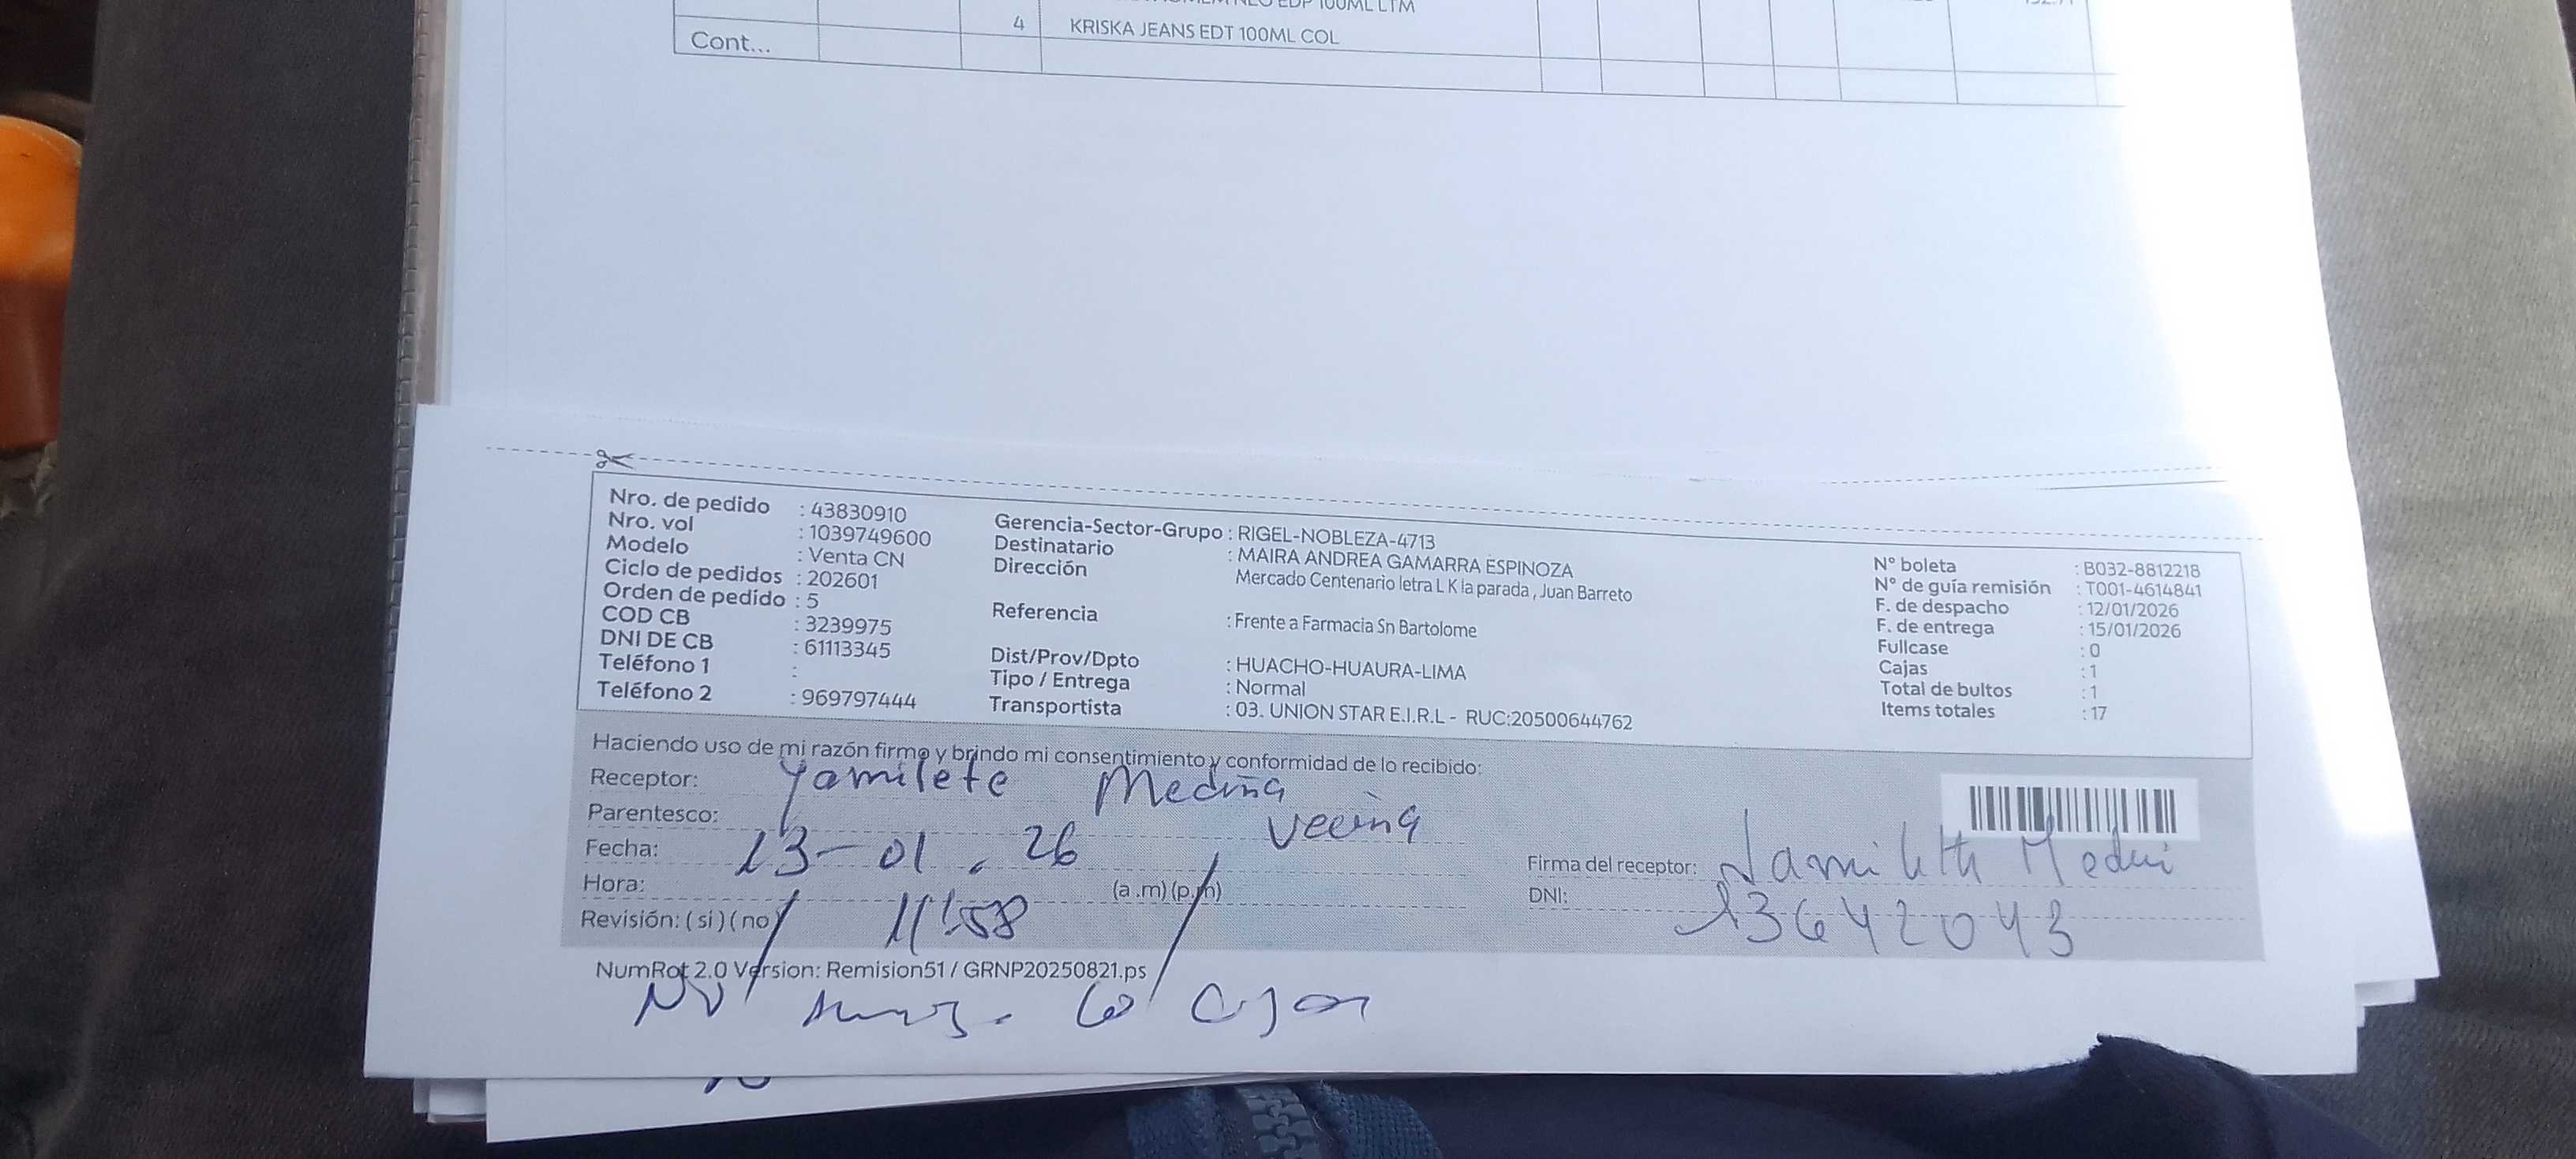 EDP 100ML LTM
4 KRISKA JEANS EDT 100ML COL
Cont...
Nro. de pedido : 43830910
Nro. vol : 1039749600
Modelo : Venta CN
Ciclo de pedidos : 202601
Orden de pedido : 5
COD CB : 3239975
DNI DE CB : 61113345
Teléfono 1 :
Teléfono 2 : 969797444
Gerencia-Sector-Grupo : RIGEL-NOBLEZA-4713
Destinatario : MAIRA ANDREA GAMARRA ESPINOZA
Dirección Mercado Centenario letra L K la parada , Juan Barreto
Referencia : Frente a Farmacia Sn Bartolome
Dist/Prov/Dpto : HUACHO-HUAURA-LIMA
Tipo / Entrega : Normal
Transportista : 03. UNION STAR E.I.R.L - RUC:20500644762
N° boleta : B032-8812218
N° de guía remisión : T001-4614841
F. de despacho : 12/01/2026
F. de entrega : 15/01/2026
Fullcase : 0
Cajas : 1
Total de bultos : 1
Items totales : 17
Haciendo uso de mi razón firmo y brindo mi consentimiento y conformidad de lo recibido:
Receptor: Yamilete Medina
Parentesco: vecina
Fecha: 13-01.26
Hora: 11:58 (a.m) (p.m)
Revisión: ( si ) ( no )
Firma del receptor:
DNI: 23642043
NumRot 2.0 Version: Remision51 / GRNP20250821.ps